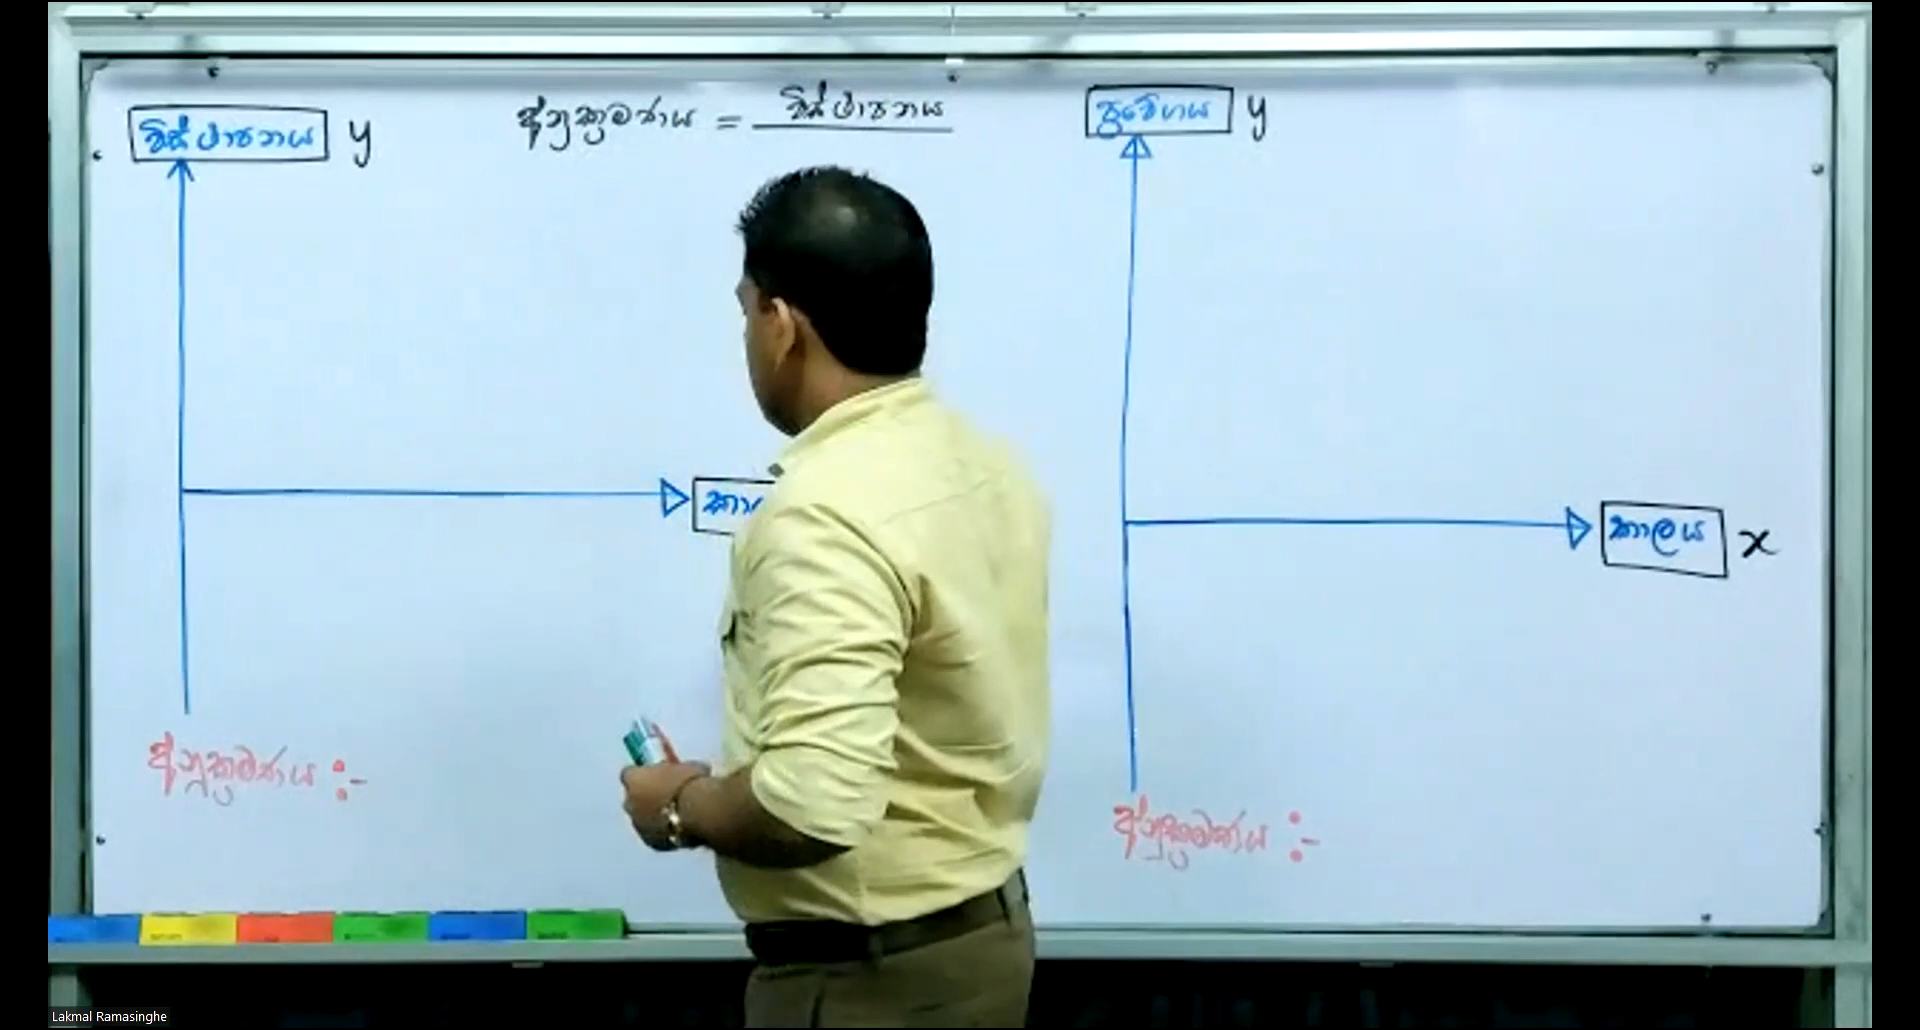 විස්ථාපනය y
අනුක්‍රමණය = විස්ථාපනය
ප්‍රවේගය y
කාලය x
අනුක්‍රමණය :-
අනුක්‍රමණය :-
Lakmal Ramasinghe